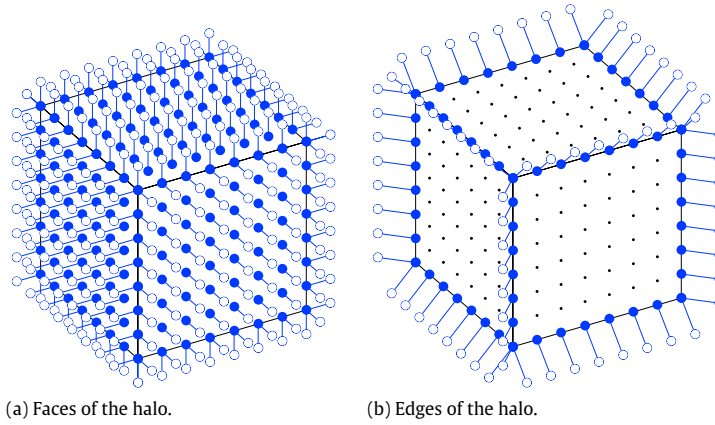 (a) Faces of the halo.
(b) Edges of the halo.